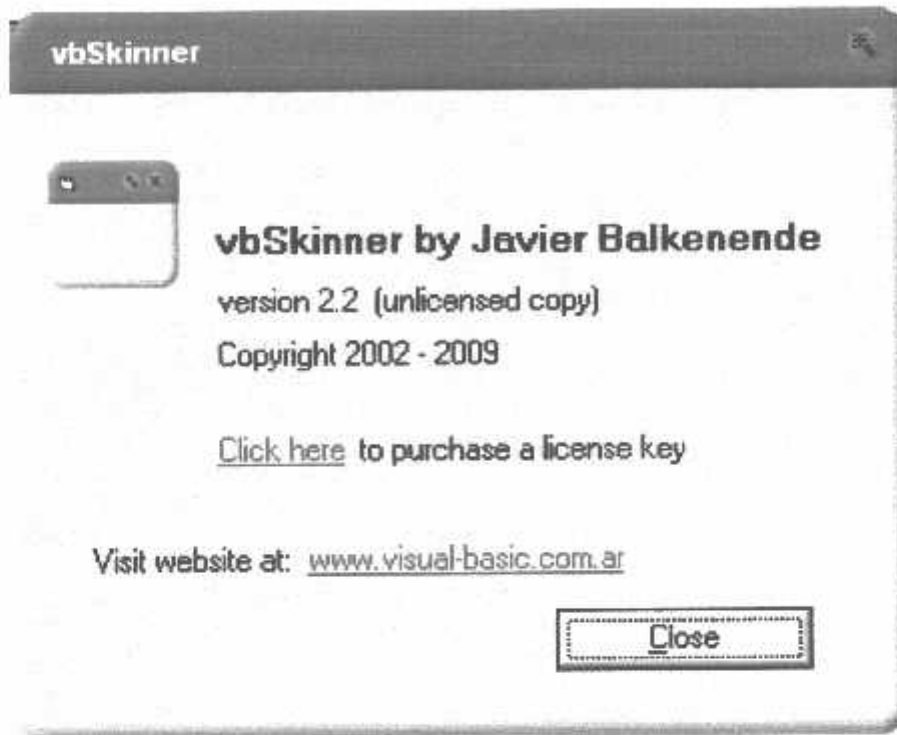 vbSkinner
vbSkinner by Javier Balkenende
version 2.2 (unlicensed copy)
Copyright 2002 - 2009
Click here to purchase a license key
Visit website at: www.visual-basic.com.ar
Close